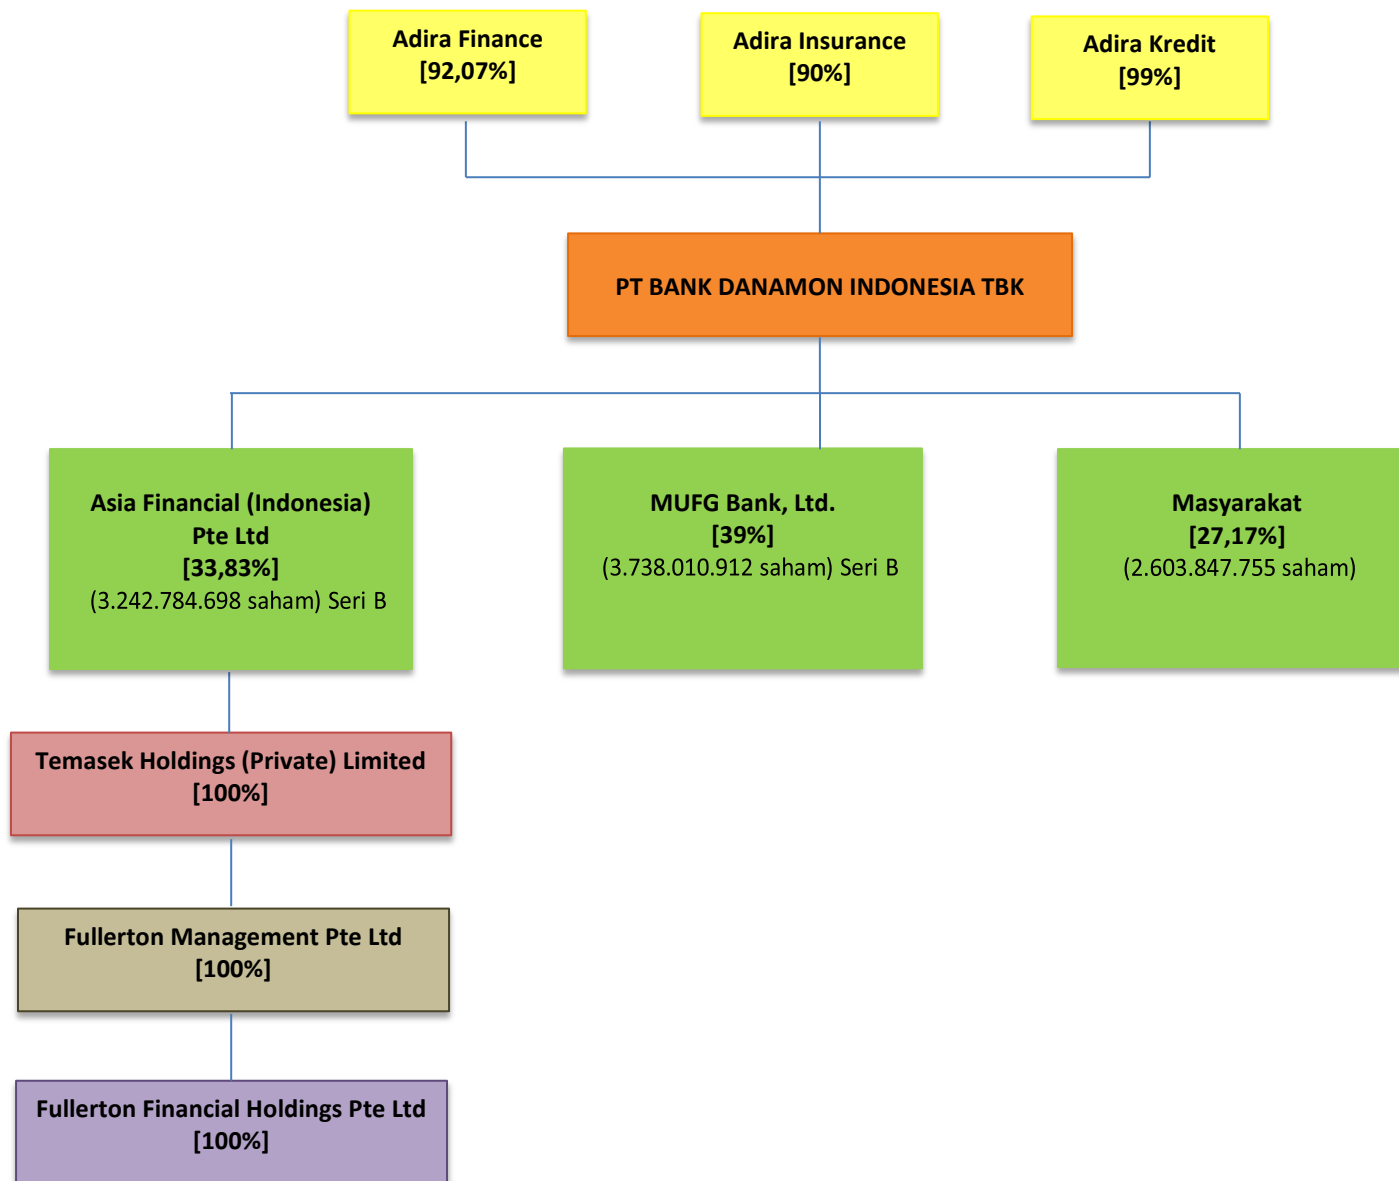 Adira Finance
[92,07%]
Adira Insurance
[90%]
Adira Kredit
[99%]
PT BANK DANAMON INDONESIA TBK
Asia Financial (Indonesia)
Pte Ltd
[33,83%]
(3.242.784.698 saham) Seri B
MUFG Bank, Ltd.
[39%]
(3.738.010.912 saham) Seri B
Masyarakat
[27,17%]
(2.603.847.755 saham)
Temasek Holdings (Private) Limited
[100%]
Fullerton Management Pte Ltd
[100%]
Fullerton Financial Holdings Pte Ltd
[100%]